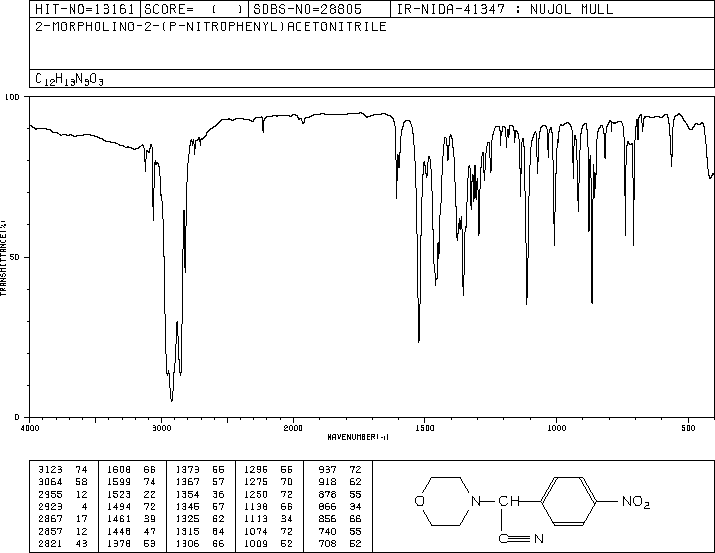 HIT-NO=13161 SCORE= ( ) SDBS-NO=28805 IR-NIDA-41347 : NUJOL MULL
2-MORPHOLINO-2-(P-NITROPHENYL)ACETONITRILE
C12H13N3O3
100
50
0
TRANSMITTANCE(%)
4000 3000 2000 1500 1000 500
WAVENUMBER(-1)
3123 74 1608 66 1373 55 1296 56 937 72
3064 58 1599 74 1367 57 1275 70 918 62
2955 12 1523 22 1354 36 1250 72 878 55
2923 4 1494 72 1345 57 1138 66 866 34
2867 17 1461 39 1325 62 1113 34 856 66
2857 12 1448 47 1315 64 1074 72 740 55
2821 43 1378 53 1306 66 1009 52 708 52
O N CH NO2
C N